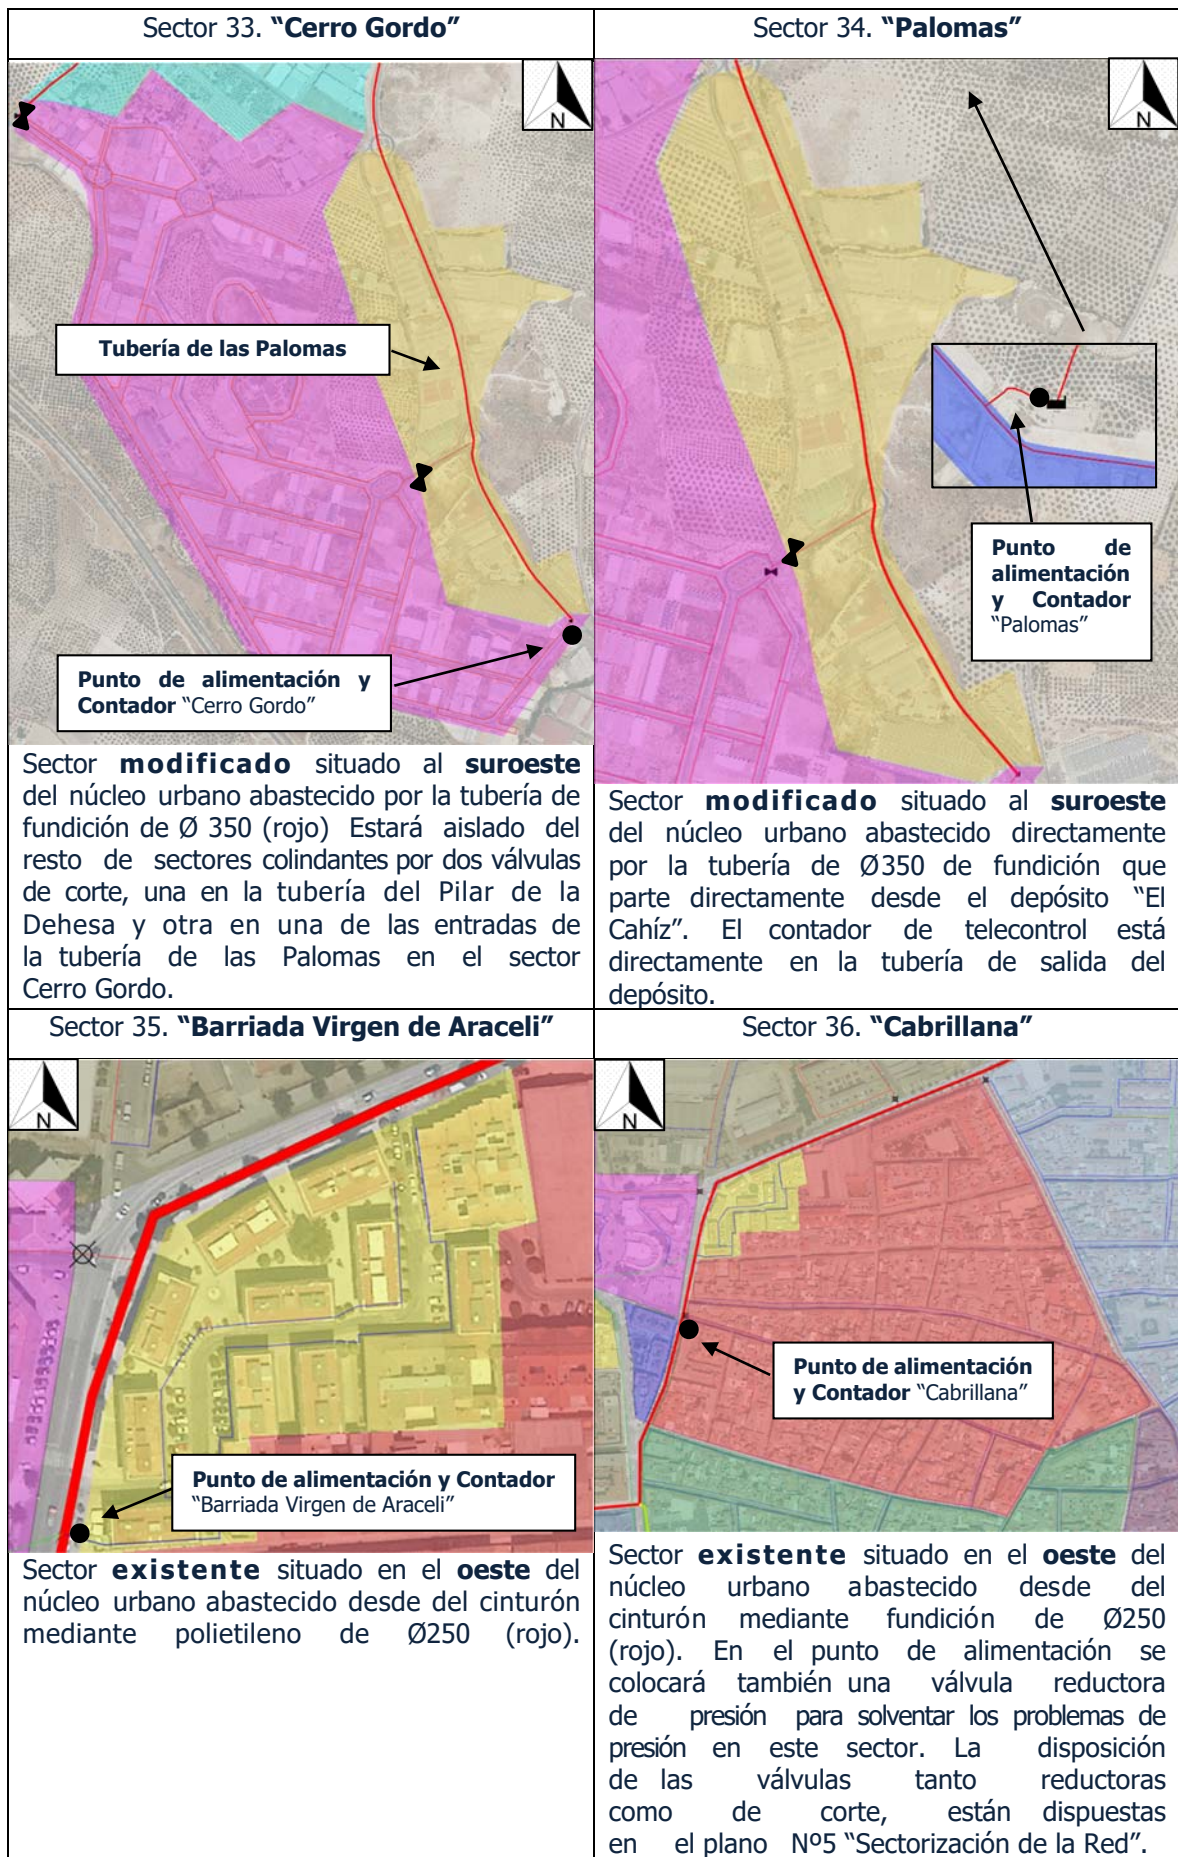 Sector 33. “Cerro Gordo”
N
Tubería de las Palomas
Punto de alimentación y
Contador “Cerro Gordo”
Sector modificado situado al suroeste
del núcleo urbano abastecido por la tubería de
fundición de Ø 350 (rojo) Estará aislado del
resto de sectores colindantes por dos válvulas
de corte, una en la tubería del Pilar de la
Dehesa y otra en una de las entradas de
la tubería de las Palomas en el sector
Cerro Gordo.
Sector 34. “Palomas”
N
Punto de
alimentación
y Contador
“Palomas”
Sector modificado situado al suroeste
del núcleo urbano abastecido directamente
por la tubería de Ø350 de fundición que
parte directamente desde el depósito “El
Cahíz”. El contador de telecontrol está
directamente en la tubería de salida del
depósito.
Sector 35. “Barriada Virgen de Araceli”
N
Punto de alimentación y Contador
“Barriada Virgen de Araceli”
Sector existente situado en el oeste del
núcleo urbano abastecido desde del cinturón
mediante polietileno de Ø250 (rojo).
Sector 36. “Cabrillana”
N
Punto de alimentación
y Contador “Cabrillana”
Sector existente situado en el oeste del
núcleo urbano abastecido desde del
cinturón mediante fundición de Ø250
(rojo). En el punto de alimentación se
colocará también una válvula reductora
de presión para solventar los problemas de
presión en este sector. La disposición
de las válvulas tanto reductoras
como de corte, están dispuestas
en el plano Nº5 “Sectorización de la Red”.